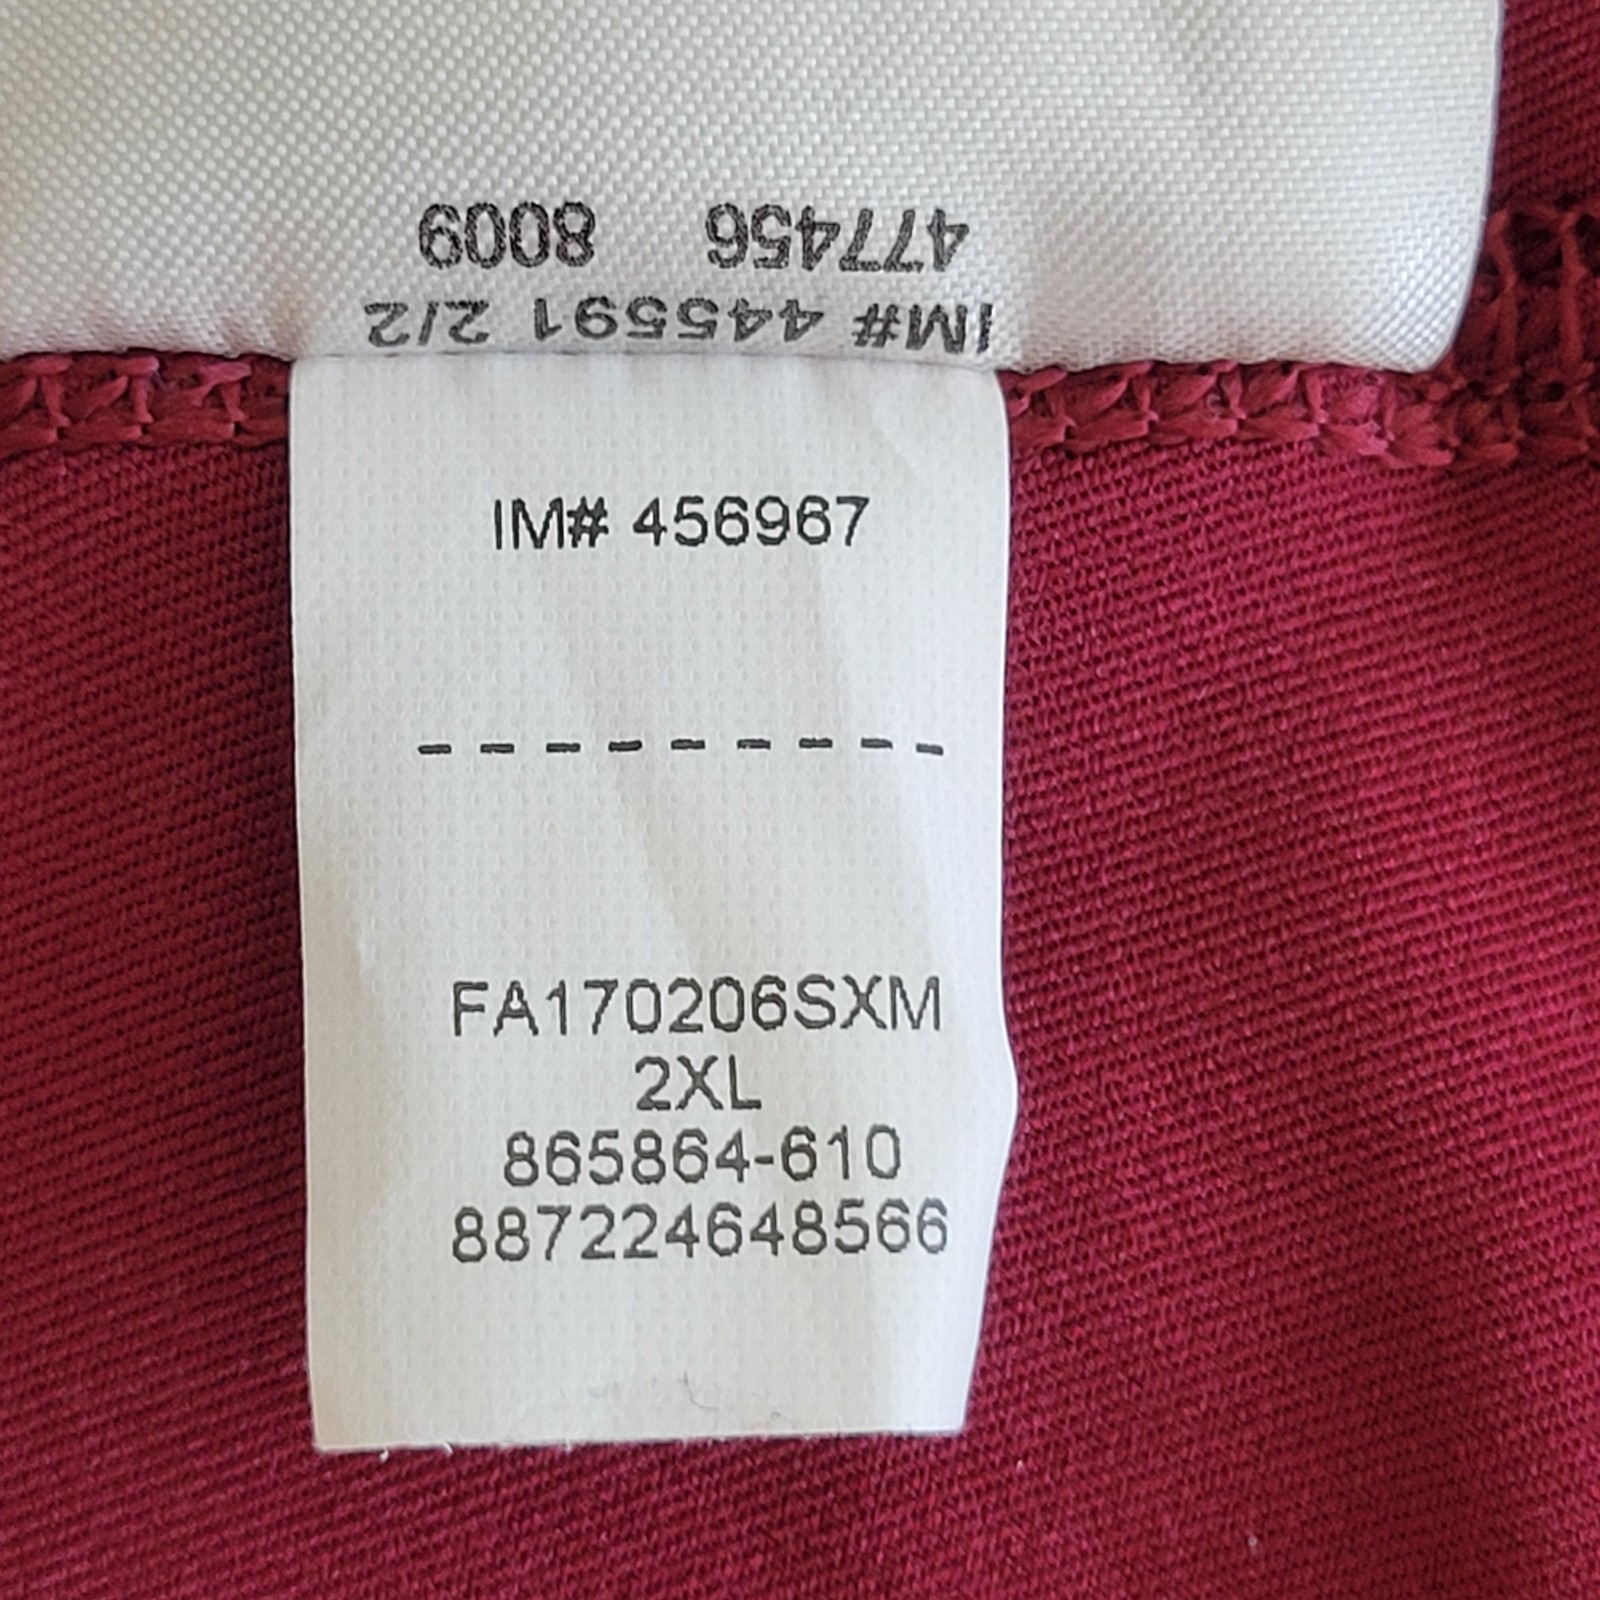 477456 8009
IM# 445591 2/2
IM# 456967
- - - - - - - - -
FA170206SXM
2XL
865864-610
887224648566